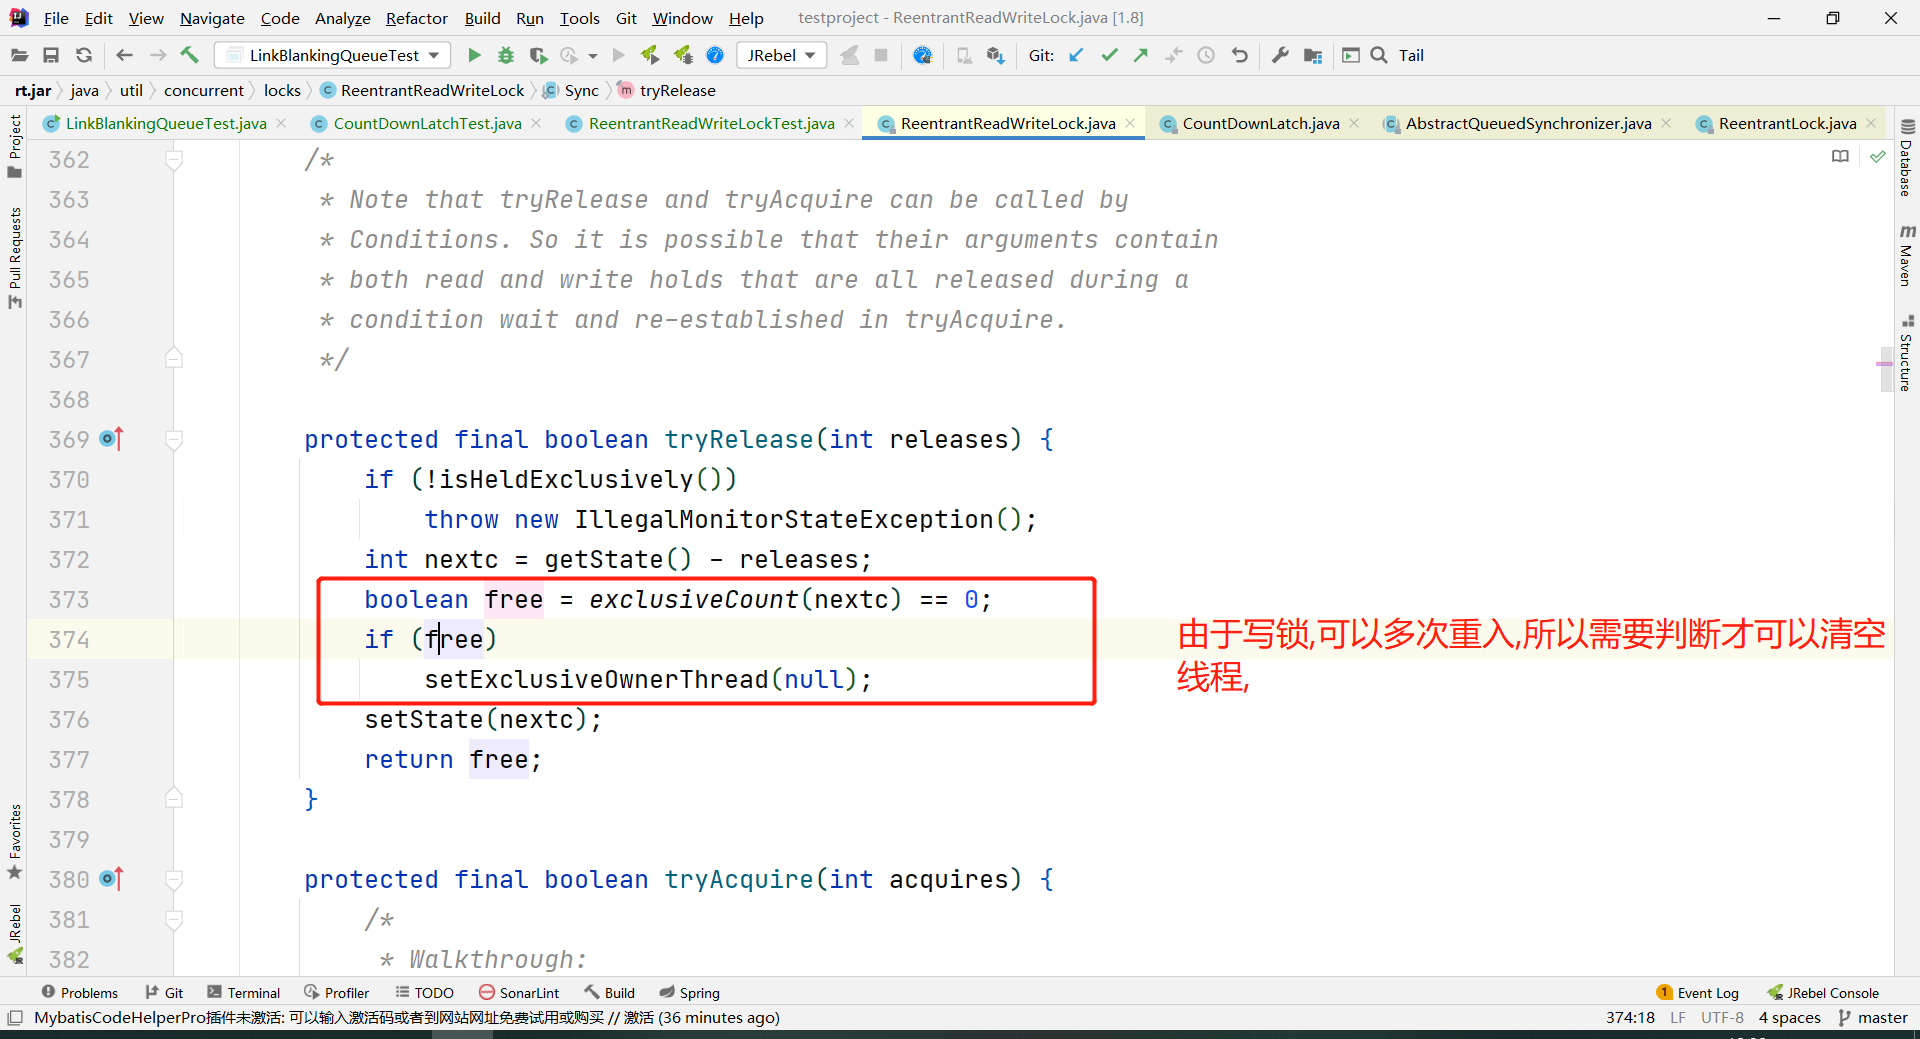 File Edit View Navigate Code Analyze Refactor Build Run Tools Git Window Help testproject - ReentrantReadWriteLock.java [1.8]
LinkBlankingQueueTest JRebel Git: Tail
rt.jar java util concurrent locks ReentrantReadWriteLock Sync tryRelease
LinkBlankingQueueTest.java CountDownLatchTest.java ReentrantReadWriteLockTest.java ReentrantReadWriteLock.java CountDownLatch.java AbstractQueuedSynchronizer.java ReentrantLock.java
Project
Pull Requests
Favorites
JRebel
Database
Maven
Structure
362 /*
363 * Note that tryRelease and tryAcquire can be called by
364 * Conditions. So it is possible that their arguments contain
365 * both read and write holds that are all released during a
366 * condition wait and re-established in tryAcquire.
367 */
368
369 protected final boolean tryRelease(int releases) {
370 if (!isHeldExclusively())
371 throw new IllegalMonitorStateException();
372 int nextc = getState() - releases;
373 boolean free = exclusiveCount(nextc) == 0;
374 if (free)
375 setExclusiveOwnerThread(null);
376 setState(nextc);
377 return free;
378 }
379
380 protected final boolean tryAcquire(int acquires) {
381 /*
382 * Walkthrough:
由于写锁,可以多次重入,所以需要判断才可以清空
线程,
Problems Git Terminal Profiler TODO SonarLint Build Spring 1 Event Log JRebel Console
MybatisCodeHelperPro插件未激活: 可以输入激活码或者到网站网址免费试用或购买 // 激活 (36 minutes ago) 374:18 LF UTF-8 4 spaces master